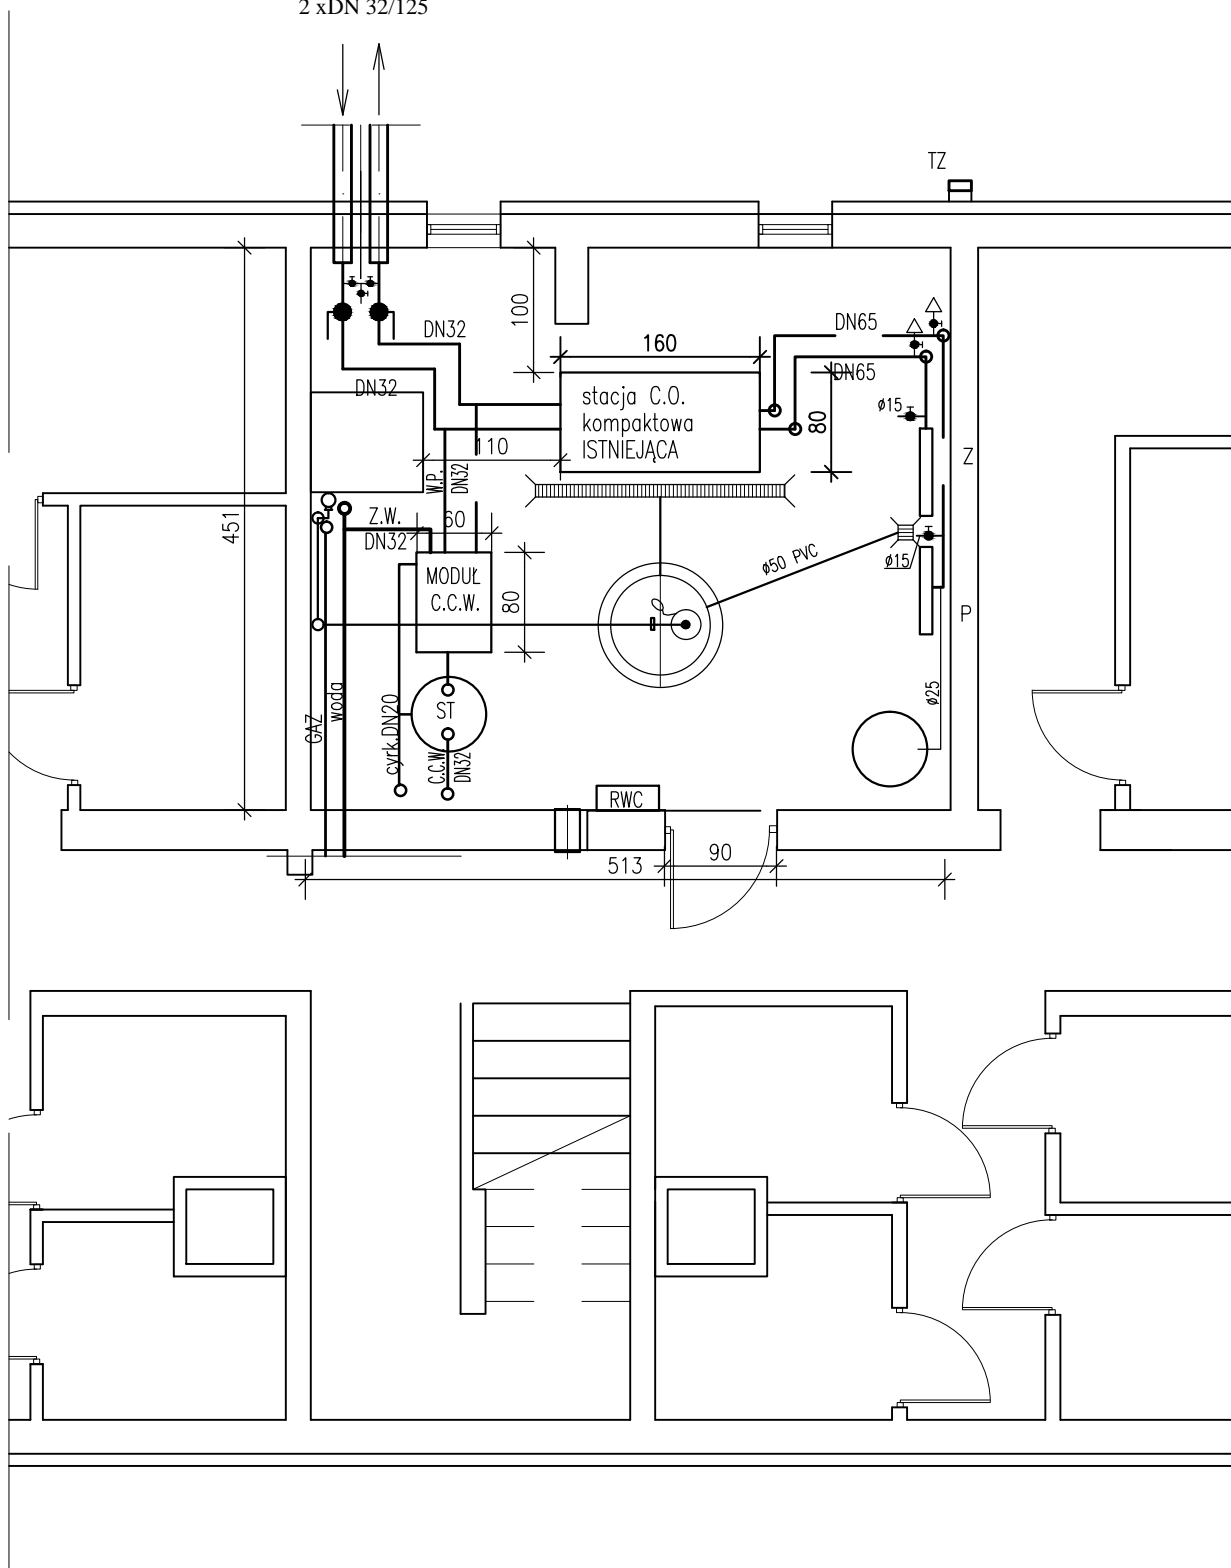 2 xDN 32/125
TZ
100
DN32
160
DN65
DN65
DN32
stacja C.O.
kompaktowa
ISTNIEJĄCA
80
ø15
110
W.P.
DN32
Z
451
Z.W.
DN32
60
MODUŁ
C.C.W.
80
ø50 PVC
ø15
P
GAZ
woda
cyrk.DN20
ST
C.C.W.
DN32
ø25
RWC
513
90